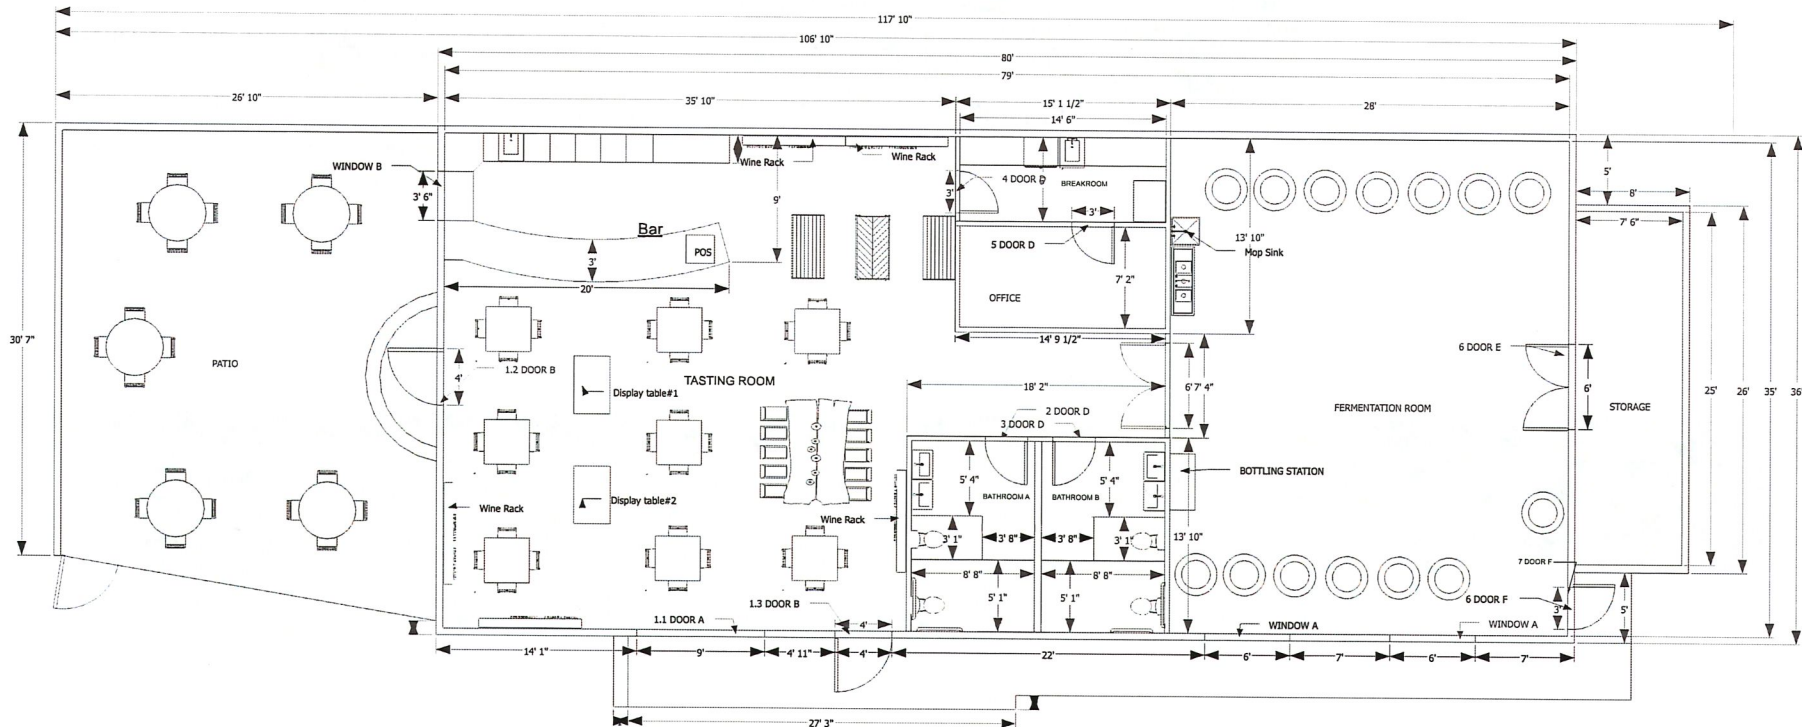 117' 10"
106' 10"
80'
79'
26' 10"
35' 10"
15' 1 1/2"
28'
14' 6"
Wine Rack
Wine Rack
WINDOW B
3' 6"
9'
3'
4 DOOR D
BREAKROOM
3'
5'
8'
7' 6"
Bar
POS
3'
20'
5 DOOR D
7' 2"
OFFICE
13' 10"
Mop Sink
14' 9 1/2"
30' 7"
PATIO
4'
1.2 DOOR B
TASTING ROOM
Display table#1
18' 2"
6'
7' 4"
2 DOOR D
3 DOOR D
FERMENTATION ROOM
6 DOOR E
6'
STORAGE
25'
26'
35'
36'
Display table#2
Wine Rack
Wine Rack
5' 4"
BATHROOM A
BATHROOM B
5' 4"
BOTTLING STATION
3' 1"
3' 8"
3' 8"
3' 1"
13' 10"
8' 8"
8' 8"
5' 1"
5' 1"
7 DOOR F
6 DOOR F
3'
5'
1.1 DOOR A
1.3 DOOR B
4'
WINDOW A
WINDOW A
14' 1"
9'
4' 11"
4'
22'
6'
7'
6'
7'
27' 3"